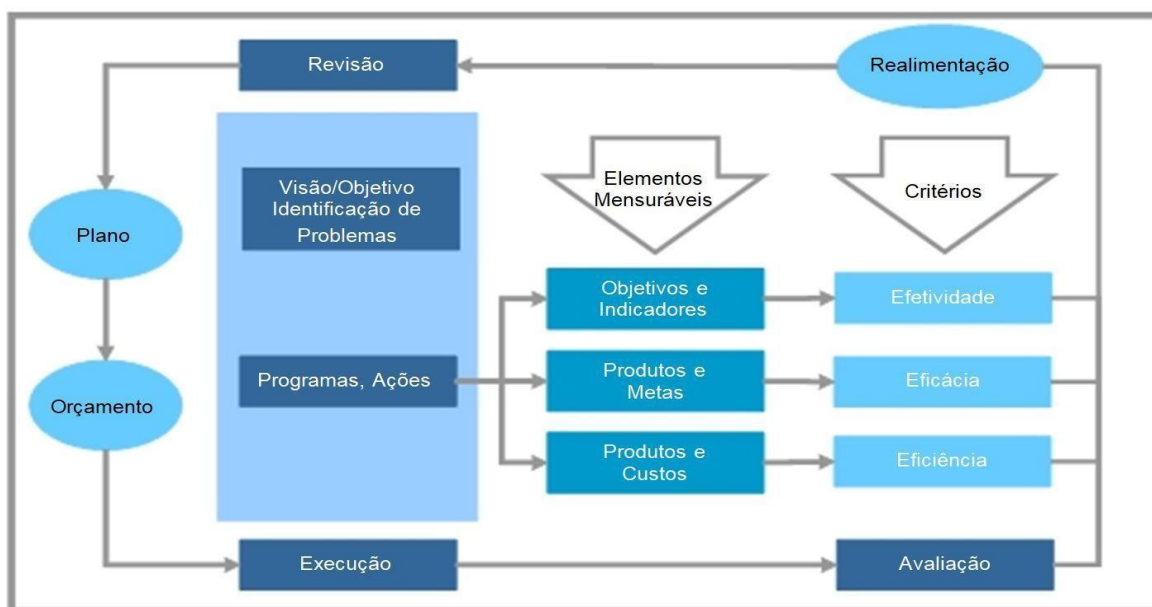 Revisão
Realimentação
Visão/Objetivo
Identificação de
Problemas
Elementos
Mensuráveis
Critérios
Plano
Objetivos e
Indicadores
Efetividade
Programas, Ações
Produtos e
Metas
Eficácia
Orçamento
Produtos e
Custos
Eficiência
Execução
Avaliação